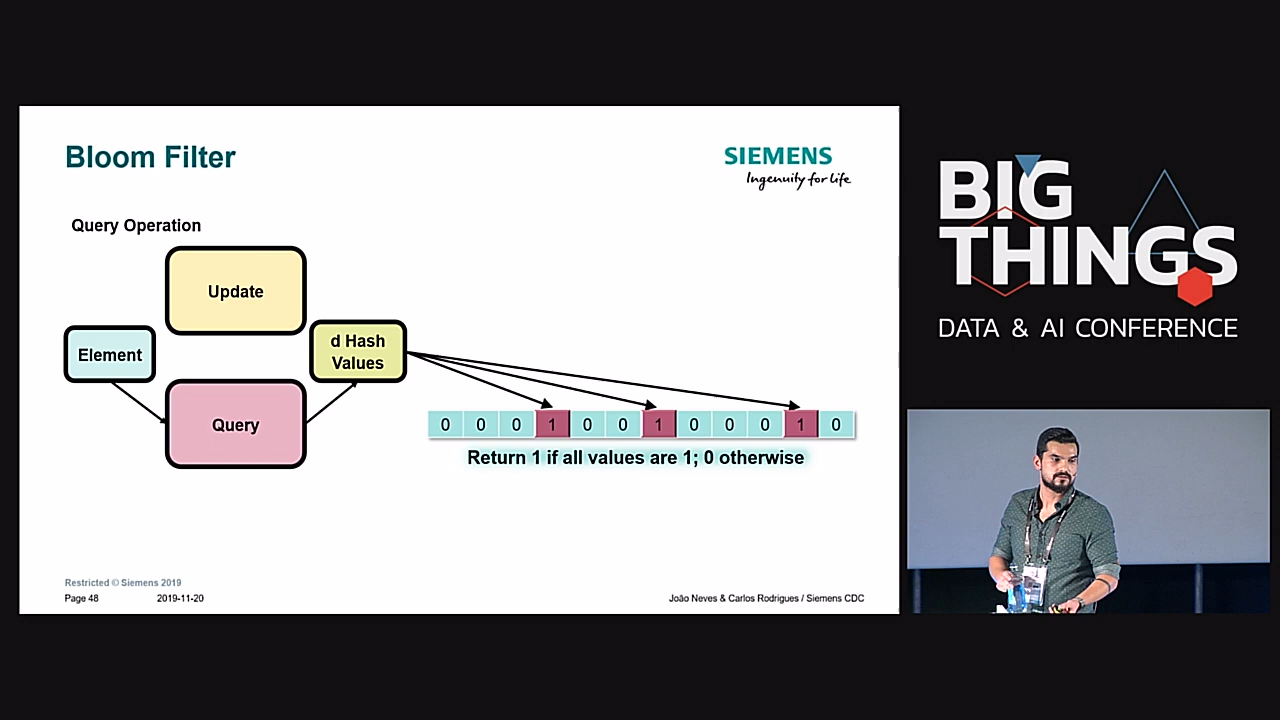 Bloom Filter
SIEMENS
Ingenuity for life
Query Operation
Update
Element
d Hash
Values
Query
0 0 0 1 0 0 1 0 0 0 1 0
Return 1 if all values are 1; 0 otherwise
Restricted © Siemens 2019
Page 48 2019-11-20
João Neves & Carlos Rodrigues / Siemens CDC
BIG
THINGS
DATA & AI CONFERENCE